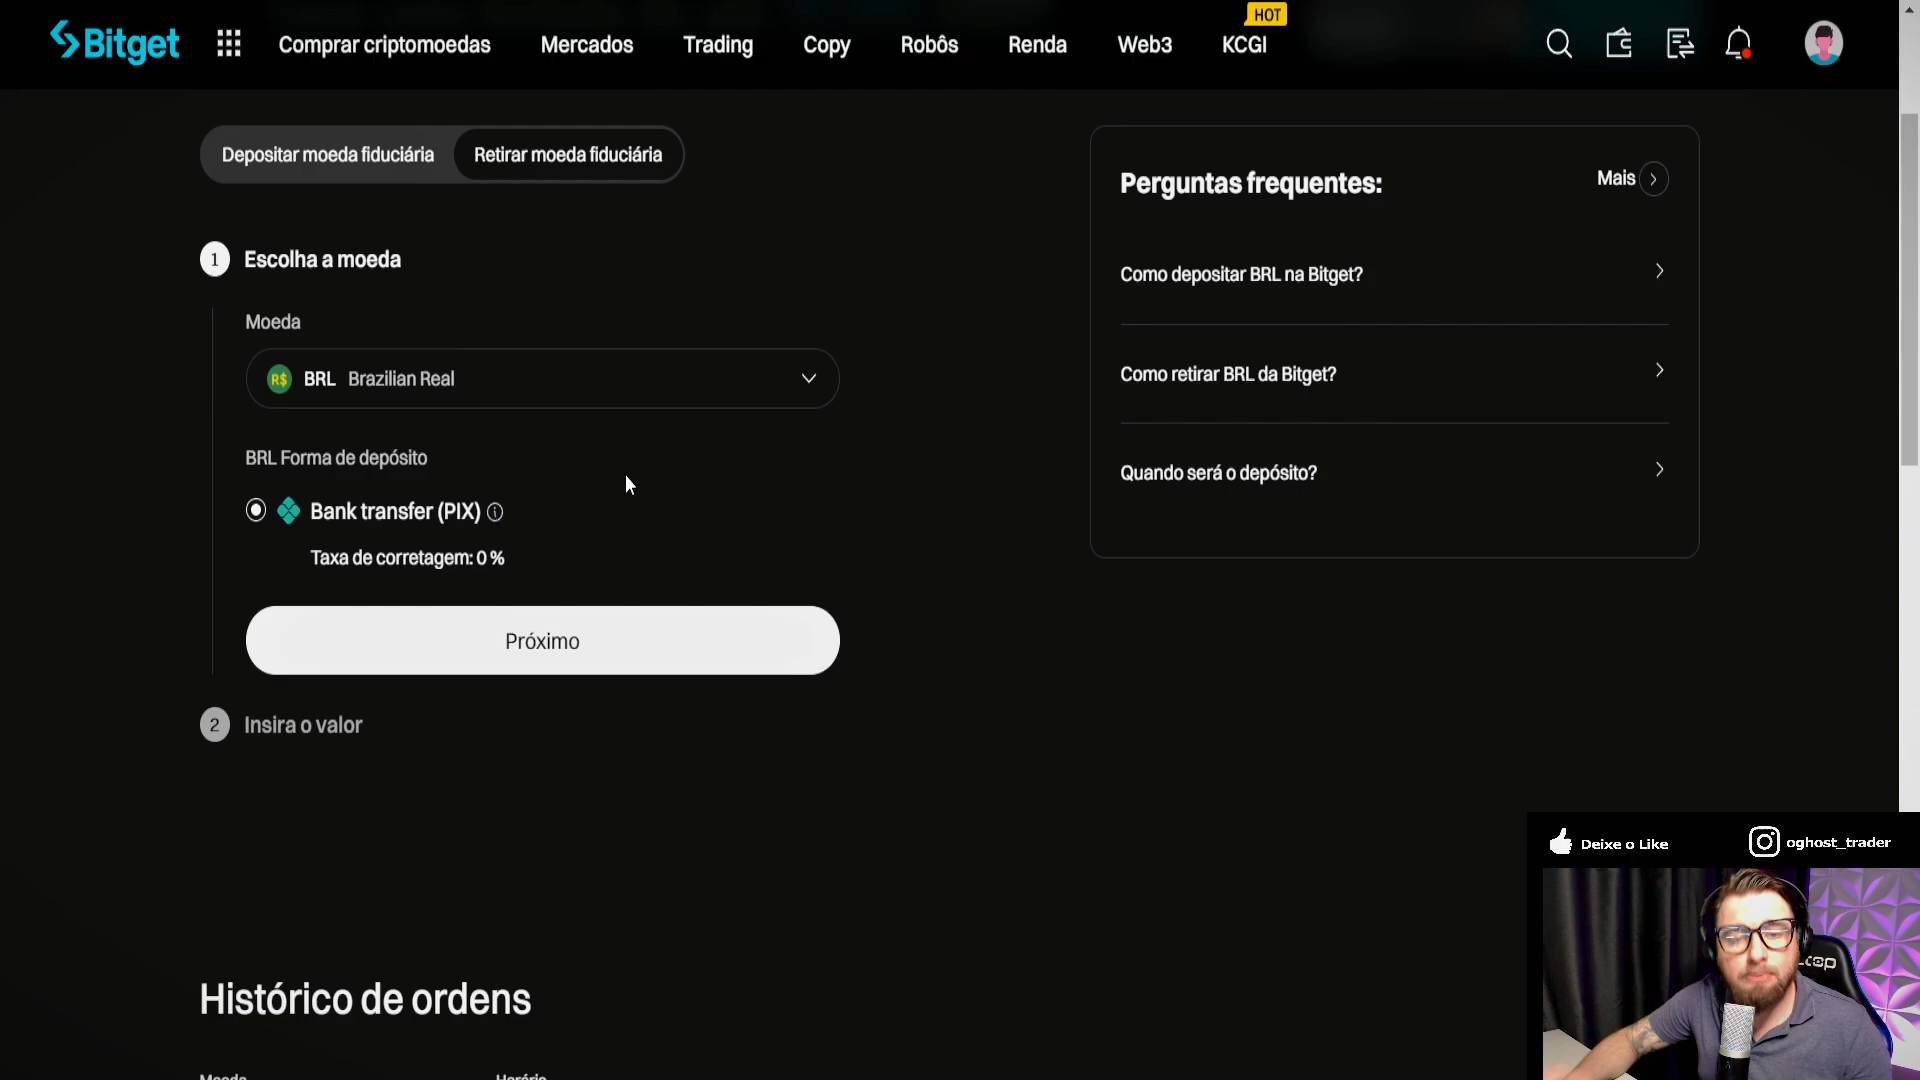 Bitget
Comprar criptomoedas
Mercados
Trading
Copy
Robôs
Renda
Web3
KCGI
HOT
Depositar moeda fiduciária
Retirar moeda fiduciária
1 Escolha a moeda
Moeda
R$ BRL Brazilian Real
BRL Forma de depósito
Bank transfer (PIX)
Taxa de corretagem: 0 %
Próximo
2 Insira o valor
Perguntas frequentes:
Mais
Como depositar BRL na Bitget?
Como retirar BRL da Bitget?
Quando será o depósito?
Histórico de ordens
Moeda
Horário
Deixe o Like
oghost_trader